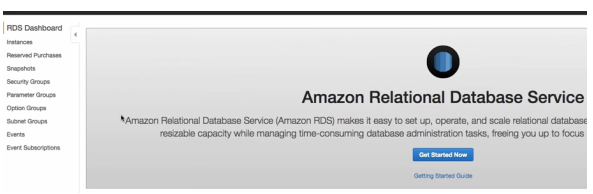 RDS Dashboard
Instances
Reserved Purchases
Snapshots
Security Groups
Parameter Groups
Option Groups
Subnet Groups
Events
Event Subscriptions
Amazon Relational Database Service
Amazon Relational Database Service (Amazon RDS) makes it easy to set up, operate, and scale relational database
resizable capacity while managing time-consuming database administration tasks, freeing you up to focus
Get Started Now
Getting Started Guide